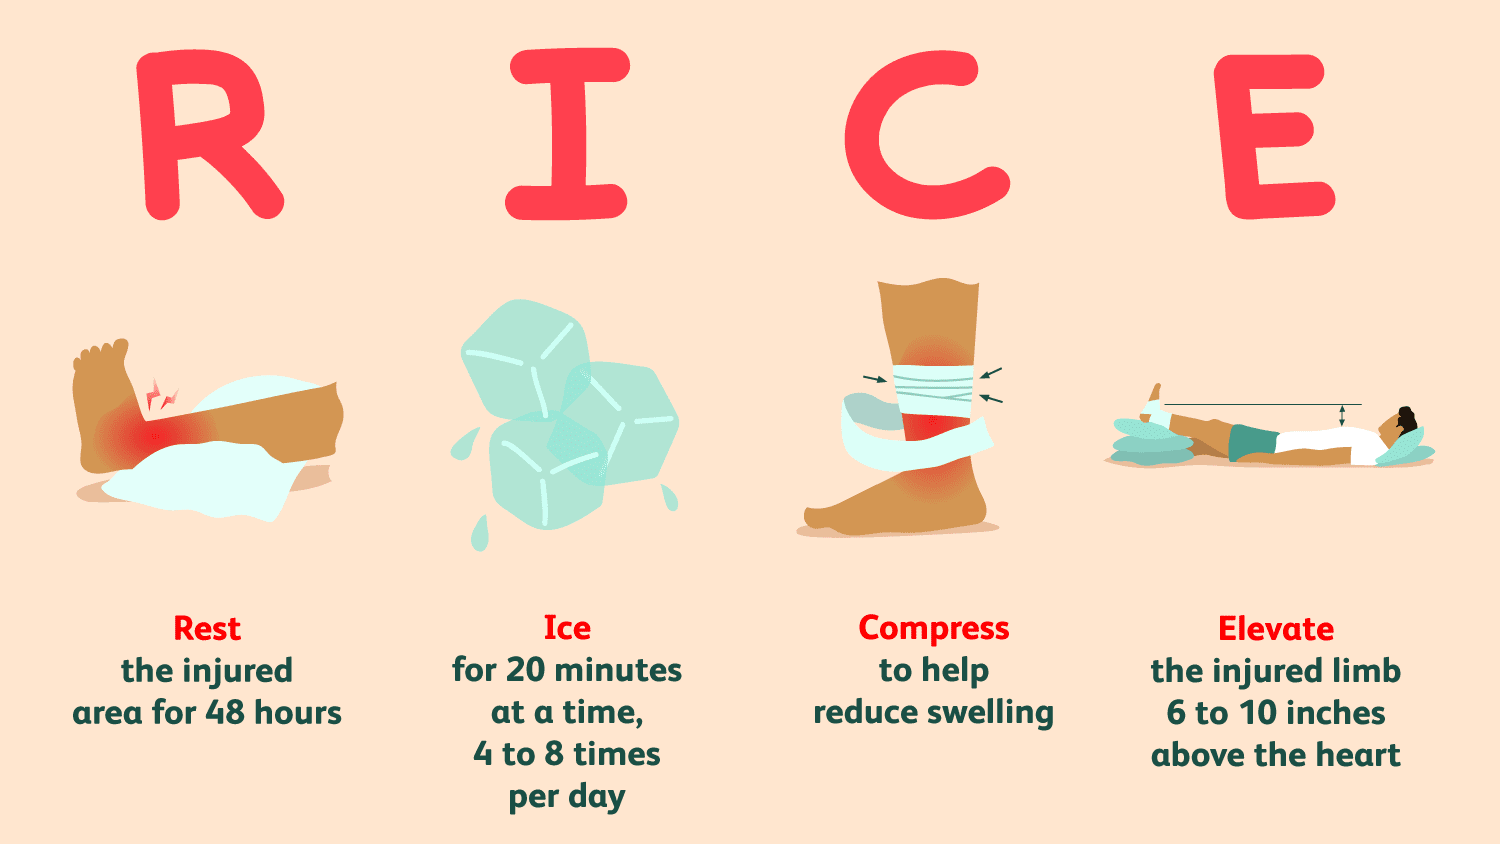 R I C E
Rest
the injured
area for 48 hours
Ice
for 20 minutes
at a time,
4 to 8 times
per day
Compress
to help
reduce swelling
Elevate
the injured limb
6 to 10 inches
above the heart